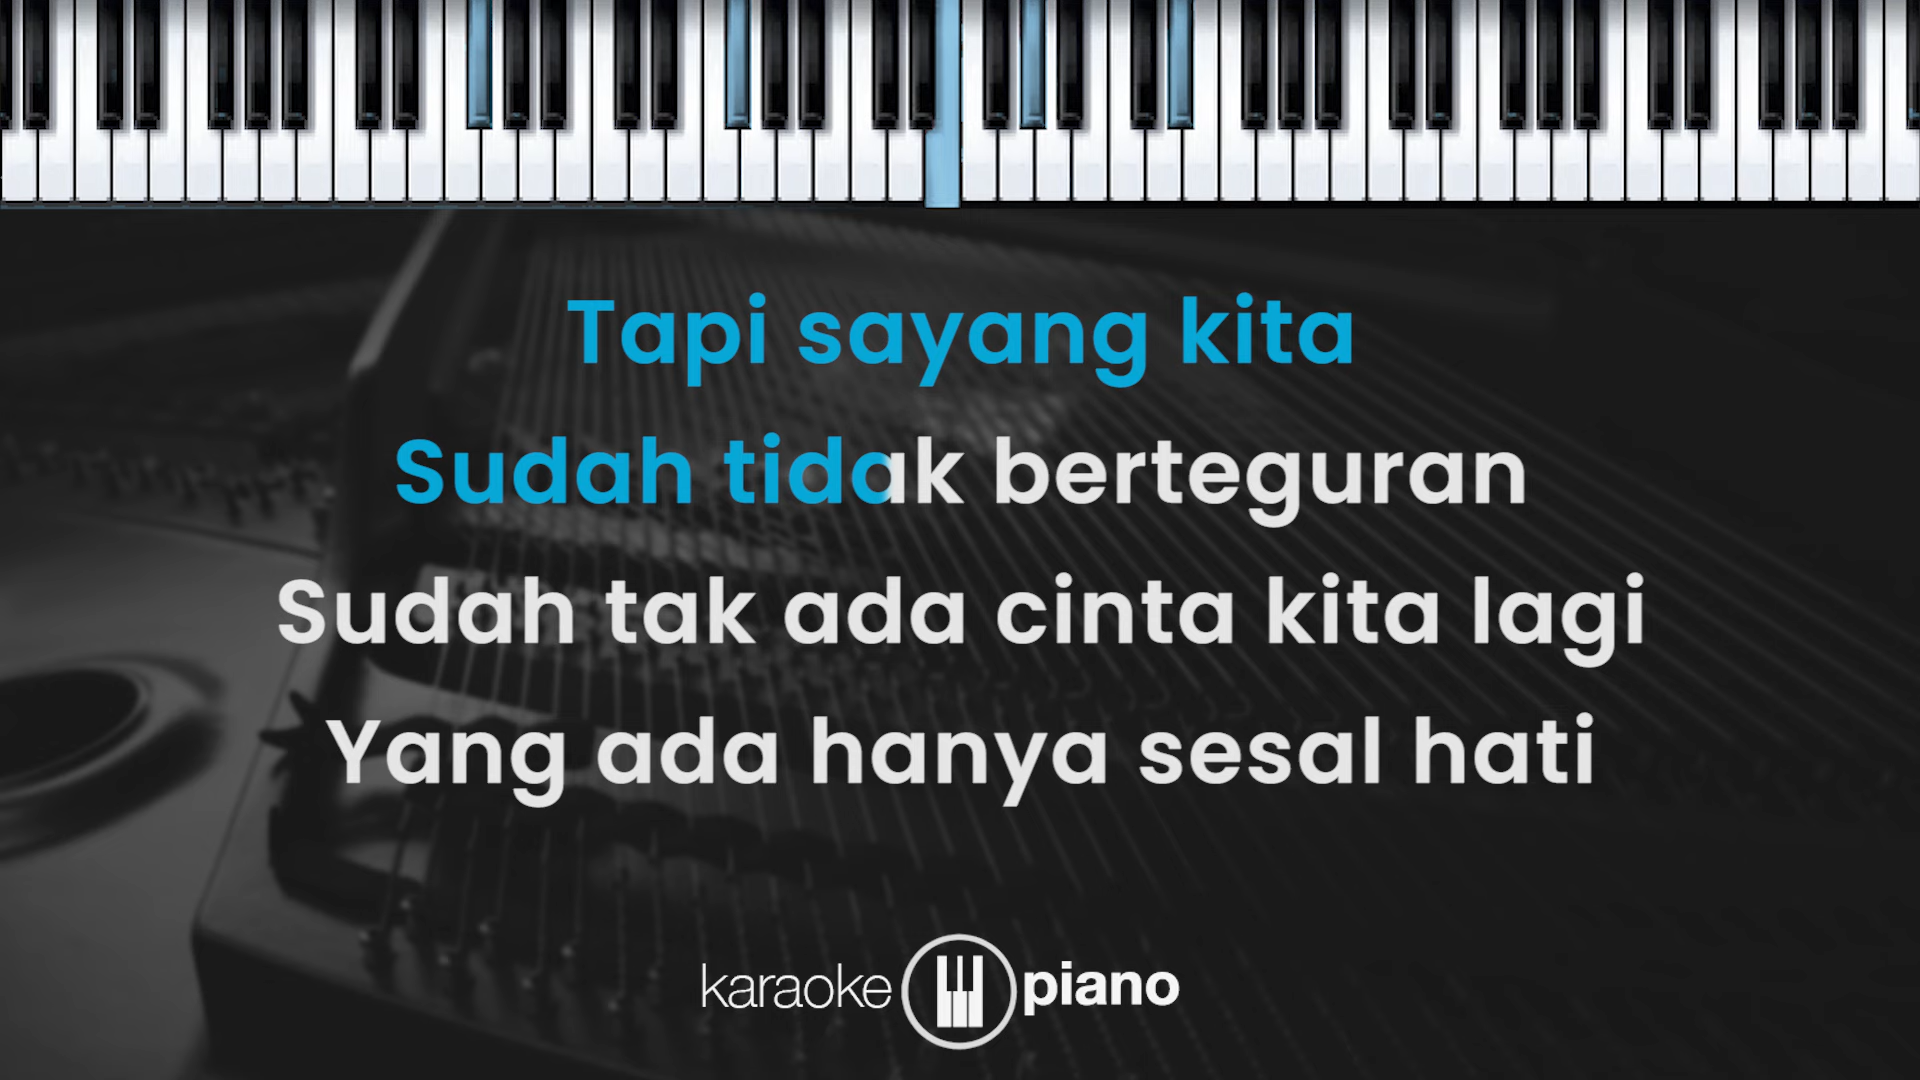 Tapi sayang kita
Sudah tidak berteguran
Sudah tak ada cinta kita lagi
Yang ada hanya sesal hati
karaoke piano